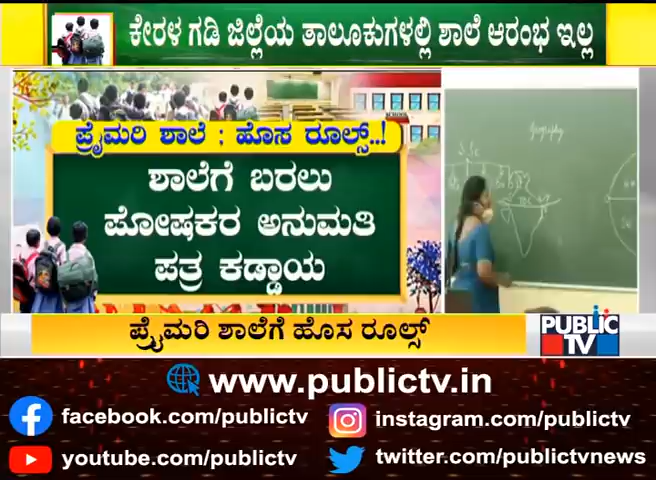 ಕೇರಳ ಗಡಿ ಜಿಲ್ಲೆಯ ತಾಲೂಕುಗಳಲ್ಲಿ ಶಾಲೆ ಆರಂಭ ಇಲ್ಲ
ಪ್ರೈಮರಿ ಶಾಲೆ ; ಹೊಸ ರೂಲ್ಸ್..!
ಶಾಲೆಗೆ ಬರಲು
ಪೋಷಕರ ಅನುಮತಿ
ಪತ್ರ ಕಡ್ಡಾಯ
ಪ್ರೈಮರಿ ಶಾಲೆಗೆ ಹೊಸ ರೂಲ್ಸ್
PUBLIC
TV
www.publictv.in
facebook.com/publictv
instagram.com/publictv
youtube.com/publictv
twitter.com/publictvnews